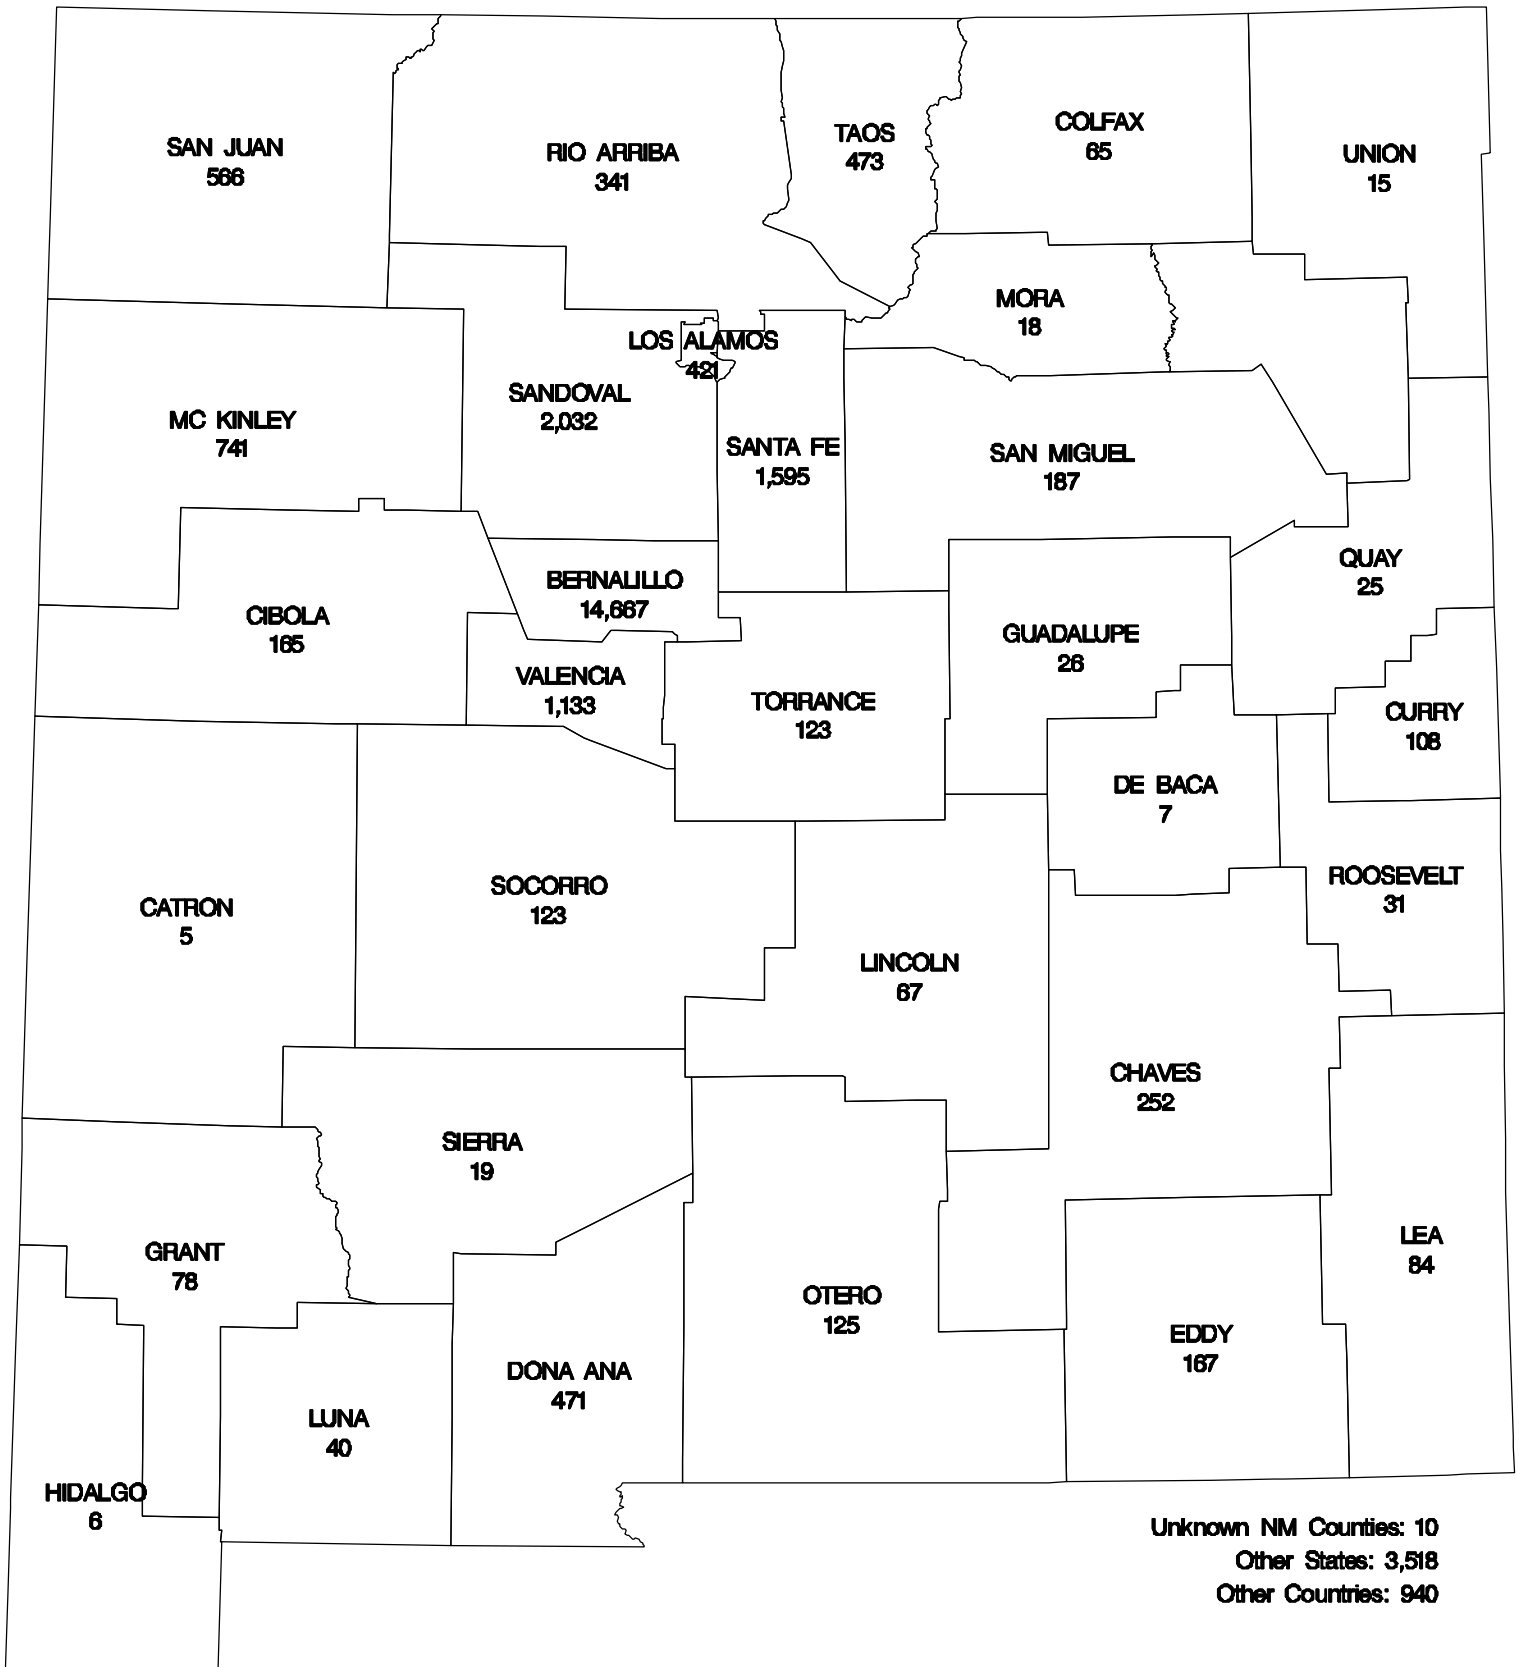 SAN JUAN
566
RIO ARRIBA
341
TAOS
473
COLFAX
65
UNION
15
MORA
18
LOS ALAMOS
421
SANDOVAL
2,032
MC KINLEY
741
SANTA FE
1,595
SAN MIGUEL
187
QUAY
25
BERNALILLO
14,667
CIBOLA
165
GUADALUPE
26
VALENCIA
1,133
TORRANCE
123
CURRY
108
DE BACA
7
ROOSEVELT
31
SOCORRO
123
CATRON
5
LINCOLN
67
CHAVES
252
SIERRA
19
LEA
84
GRANT
78
OTERO
125
EDDY
167
DONA ANA
471
LUNA
40
HIDALGO
6
Unknown NM Counties: 10
Other States: 3,518
Other Countries: 940